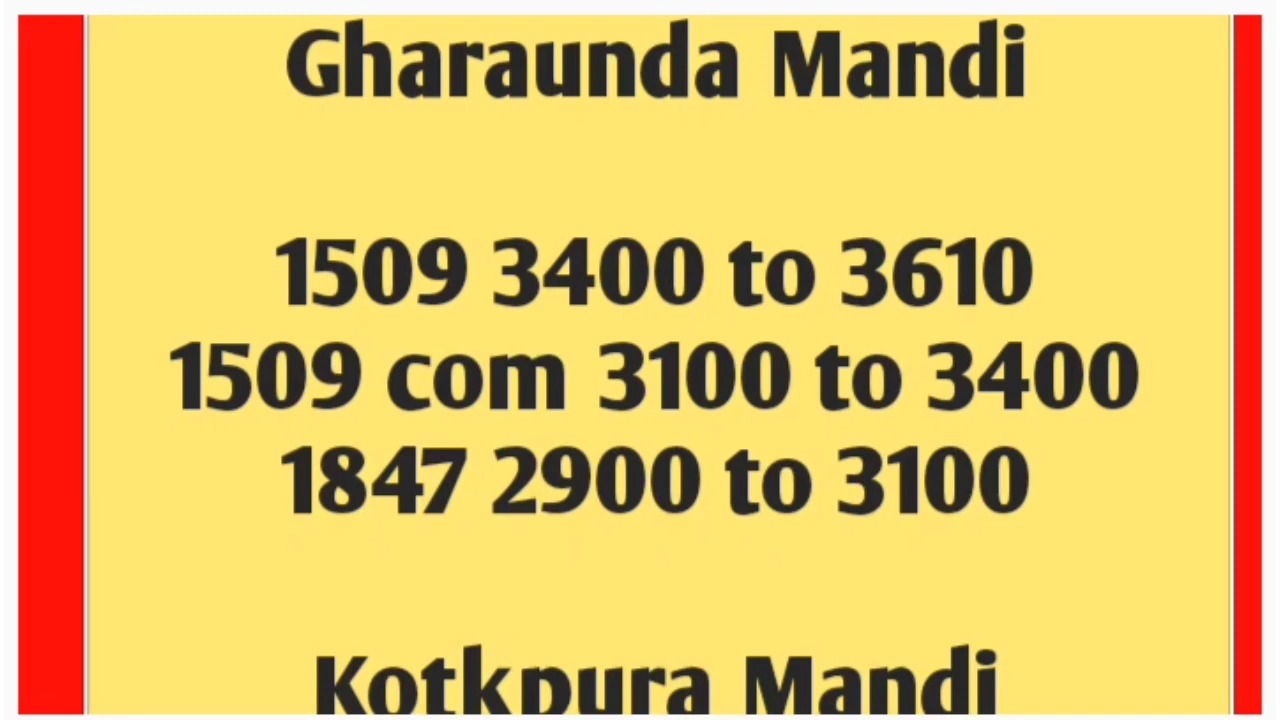 Gharaunda Mandi
1509 3400 to 3610
1509 com 3100 to 3400
1847 2900 to 3100
Kotkpura Mandi